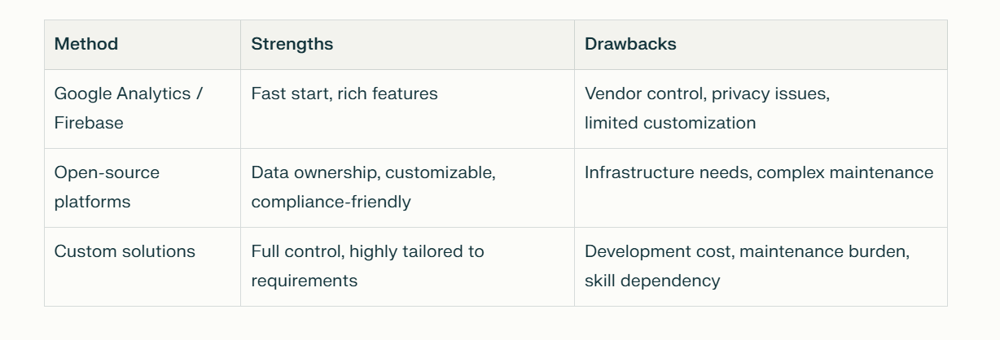 Method Strengths Drawbacks
Google Analytics / Fast start, rich features Vendor control, privacy issues,
Firebase limited customization
Open-source Data ownership, customizable, Infrastructure needs, complex maintenance
platforms compliance-friendly
Custom solutions Full control, highly tailored to Development cost, maintenance burden,
requirements skill dependency